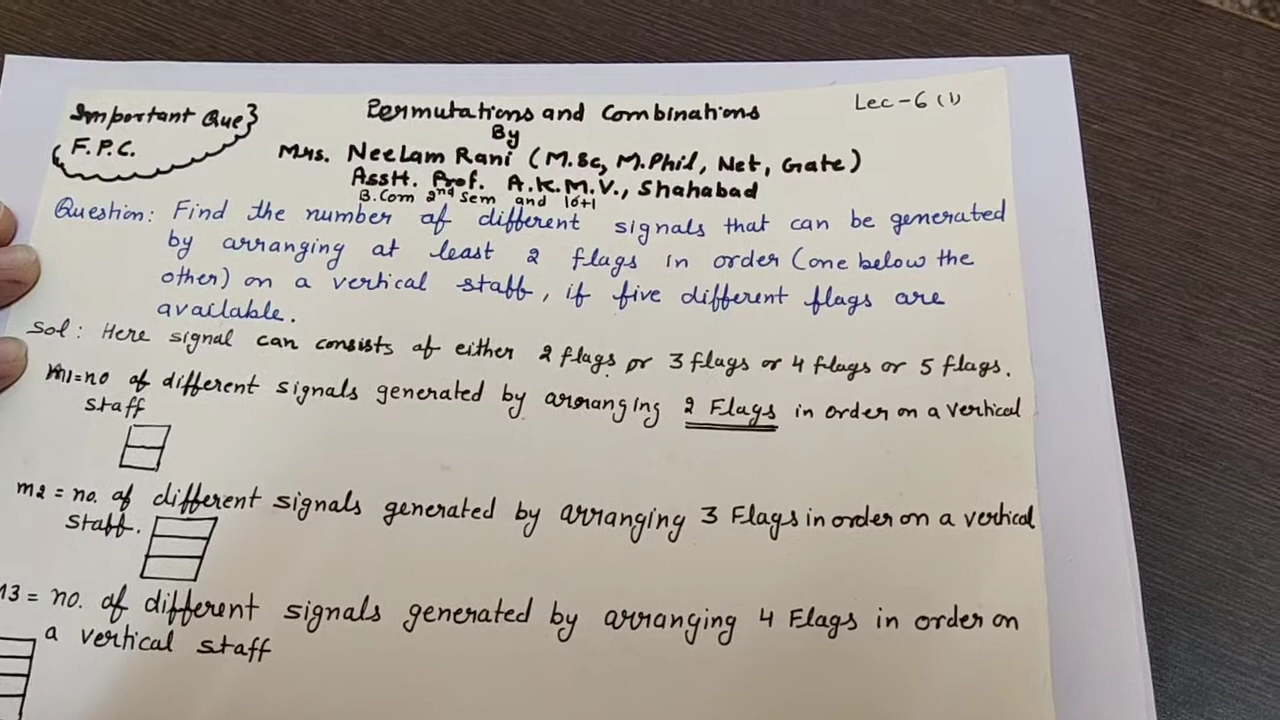 Important Que
F.P.C.
Permutations and Combinations
Lec-6 (1)
By
Mrs. Neelam Rani (M.Sc, M.Phil, Net, Gate)
Asstt. Prof. A.K.M.V., Shahabad
B.Com 2nd Sem and 10+1
Question: Find the number of different signals that can be generated
by arranging at least 2 flags in order (one below the
other) on a vertical staff, if five different flags are
available.
Sol: Here signal can consists of either 2 flags or 3 flags or 4 flags or 5 flags.
m1=no of different signals generated by arranging 2 Flags in order on a vertical
staff
m2 = no. of different signals generated by arranging 3 Flags in order on a vertical
staff.
m3 = no. of different signals generated by arranging 4 Flags in order on
a vertical staff